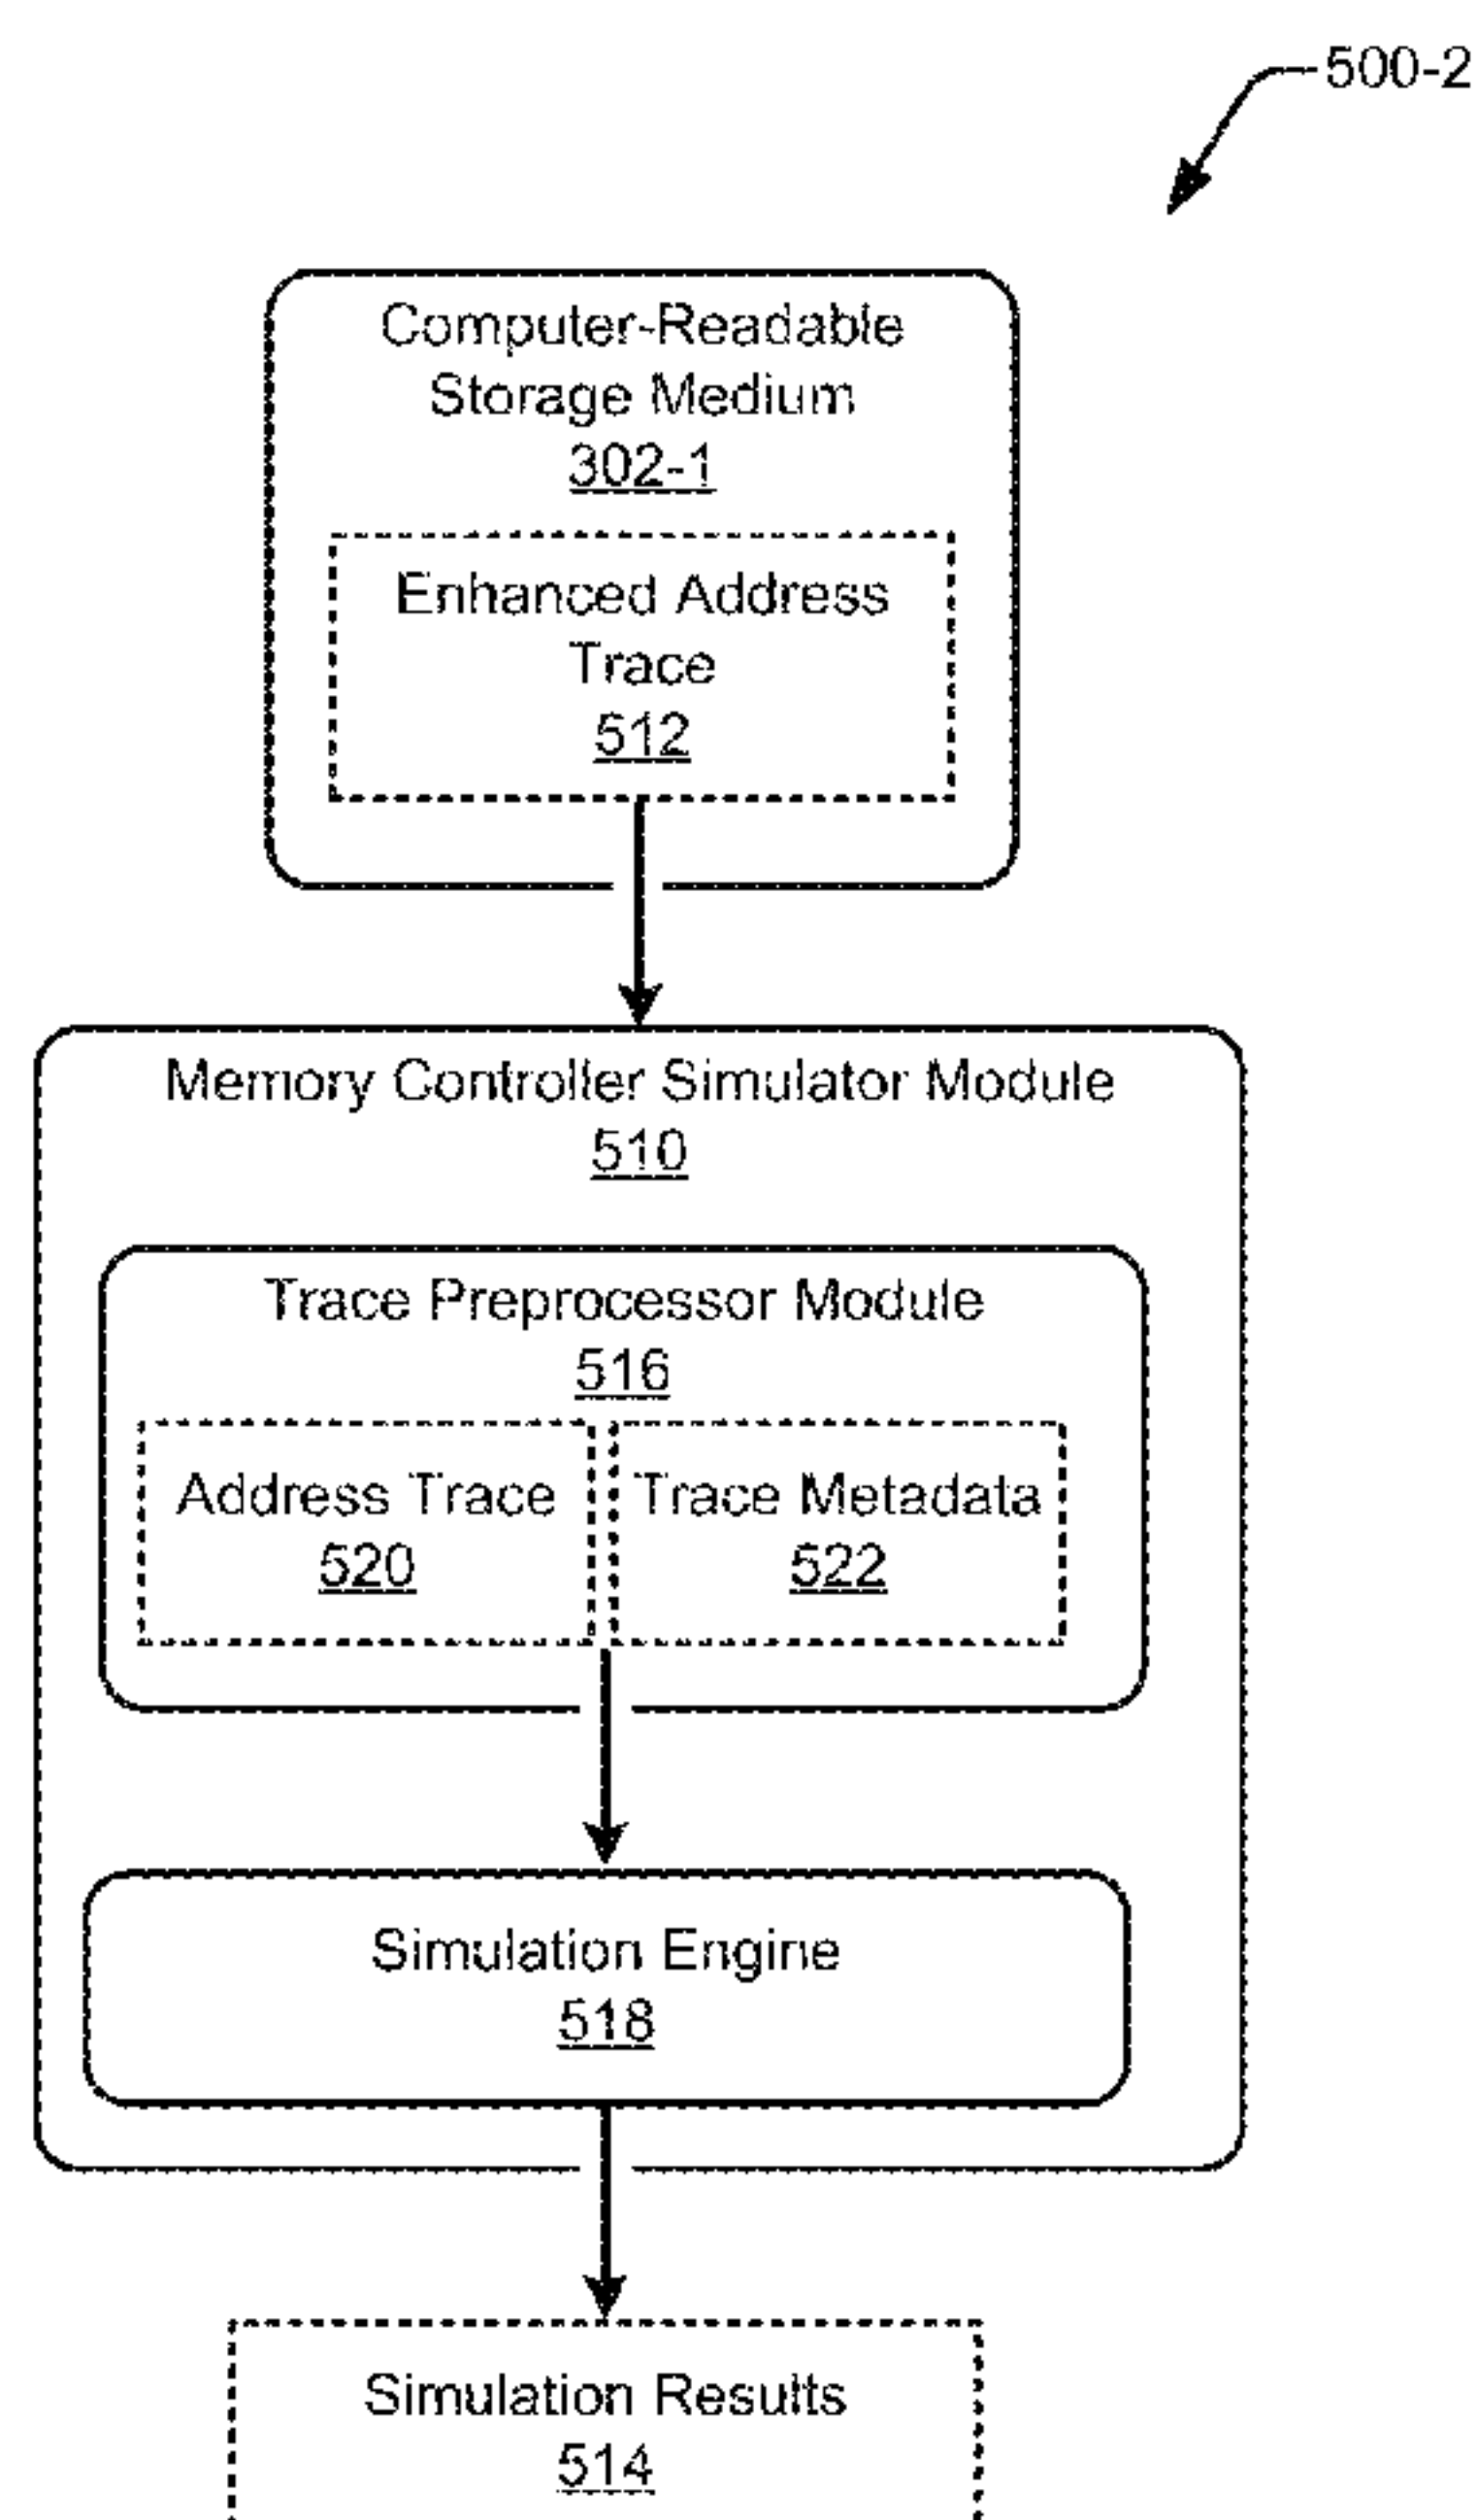 500-2
Computer-Readable
Storage Medium
302-1
Enhanced Address
Trace
512
Memory Controller Simulator Module
510
Trace Preprocessor Module
516
Address Trace
520
Trace Metadata
522
Simulation Engine
518
Simulation Results
514